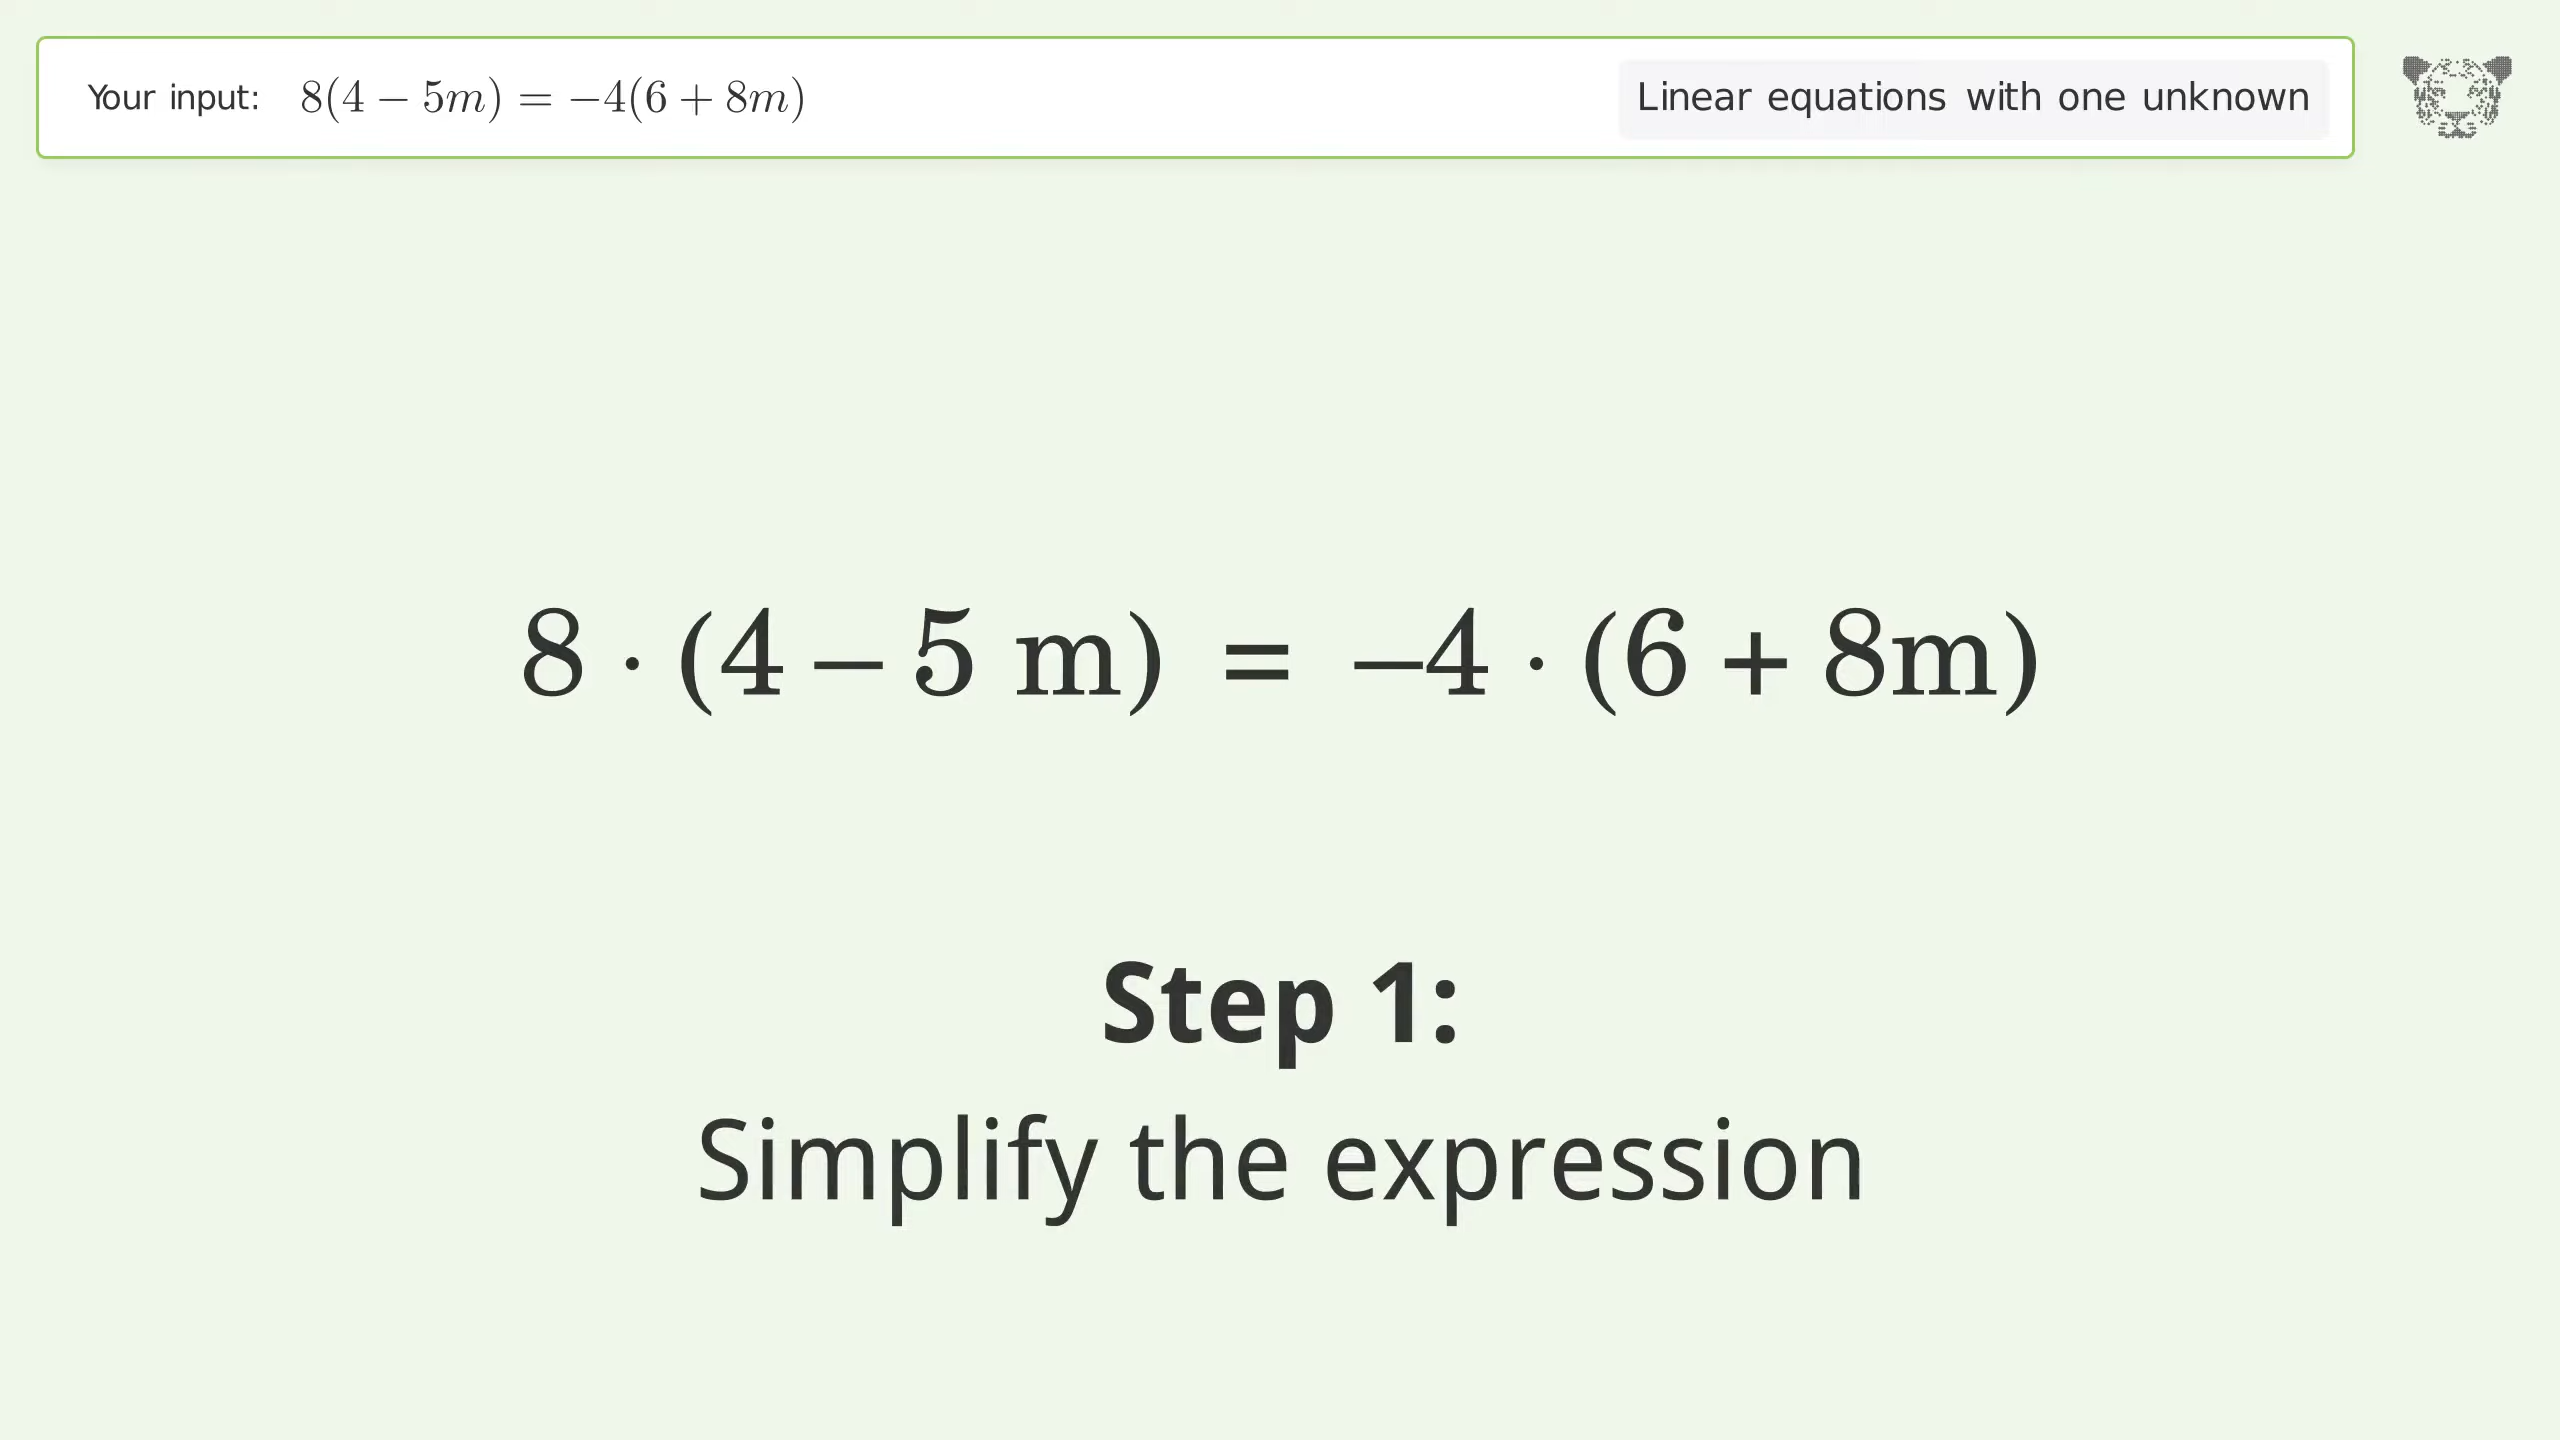 Your input: 8(4 − 5m) = −4(6 + 8m)
Linear equations with one unknown
8 · (4 – 5 m) = –4 · (6 + 8m)
Step 1:
Simplify the expression